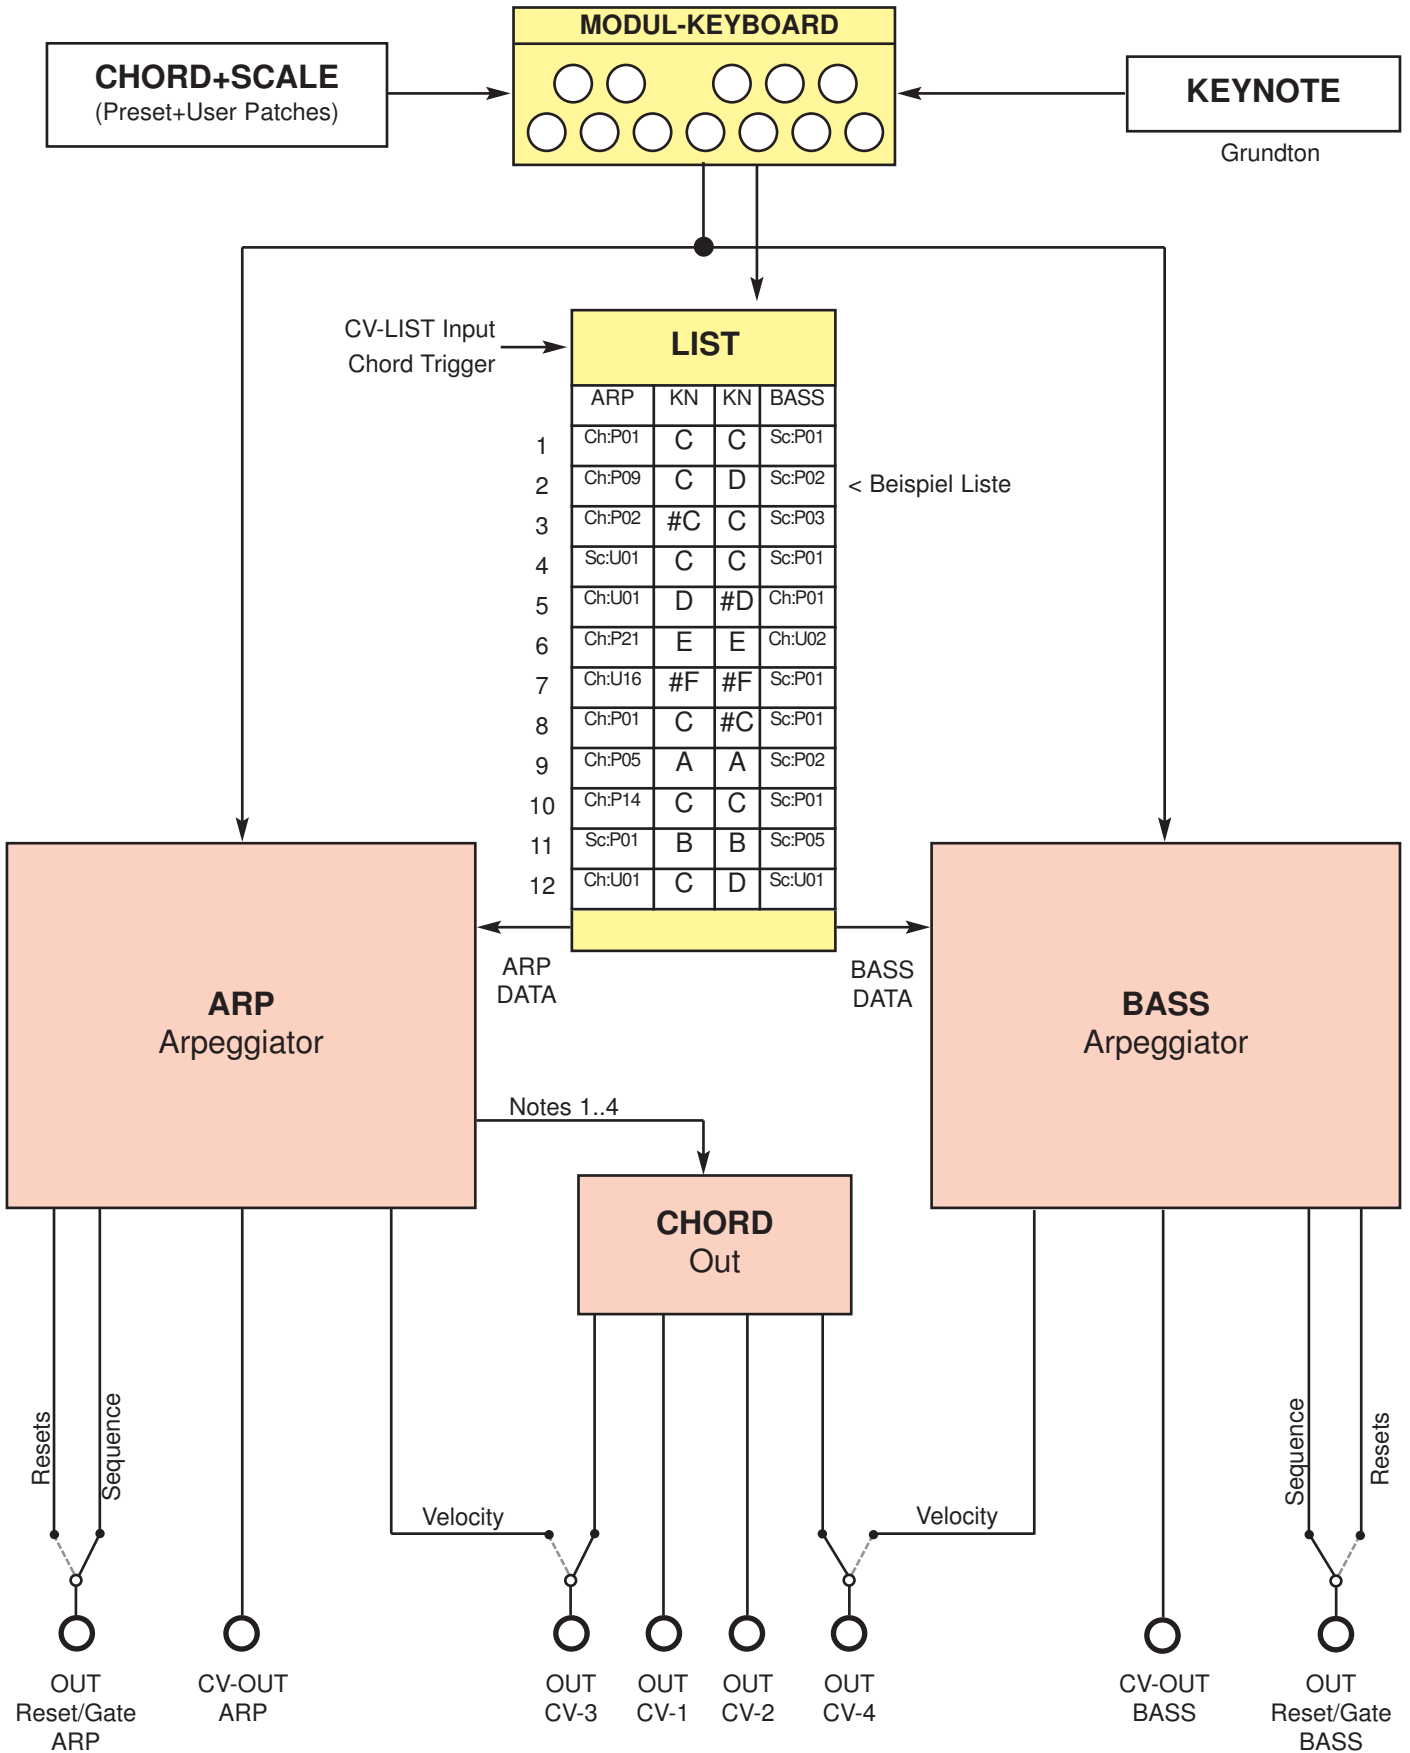 MODUL-KEYBOARD
CHORD+SCALE
(Preset+User Patches)
KEYNOTE
Grundton
CV-LIST Input
Chord Trigger
LIST
ARP KN KN BASS
1 Ch:P01 C C Sc:P01
2 Ch:P09 C D Sc:P02 < Beispiel Liste
3 Ch:P02 #C C Sc:P03
4 Sc:U01 C C Sc:P01
5 Ch:U01 D #D Ch:P01
6 Ch:P21 E E Ch:U02
7 Ch:U16 #F #F Sc:P01
8 Ch:P01 C #C Sc:P01
9 Ch:P05 A A Sc:P02
10 Ch:P14 C C Sc:P01
11 Sc:P01 B B Sc:P05
12 Ch:U01 C D Sc:U01
ARP
DATA
BASS
DATA
ARP
Arpeggiator
BASS
Arpeggiator
Notes 1..4
CHORD
Out
Resets
Sequence
Velocity
Velocity
Sequence
Resets
OUT
Reset/Gate
ARP
CV-OUT
ARP
OUT
CV-3
OUT
CV-1
OUT
CV-2
OUT
CV-4
CV-OUT
BASS
OUT
Reset/Gate
BASS